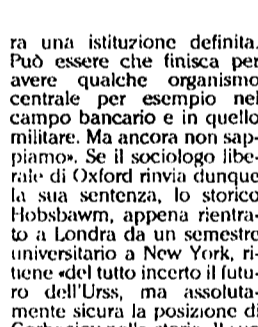 ra una istituzione definita.
Può essere che finisca per
avere qualche organismo
centrale per esempio nel
campo bancario e in quello
militare. Ma ancora non sap-
piamo». Se il sociologo libe-
rale di Oxford rinvia dunque
la sua sentenza, lo storico
Hobsbawm, appena rientra-
to a Londra da un semestre
universitario a New York, ri-
tiene «del tutto incerto il futu-
ro dell'Urss, ma assoluta-
mente sicura la posizione di